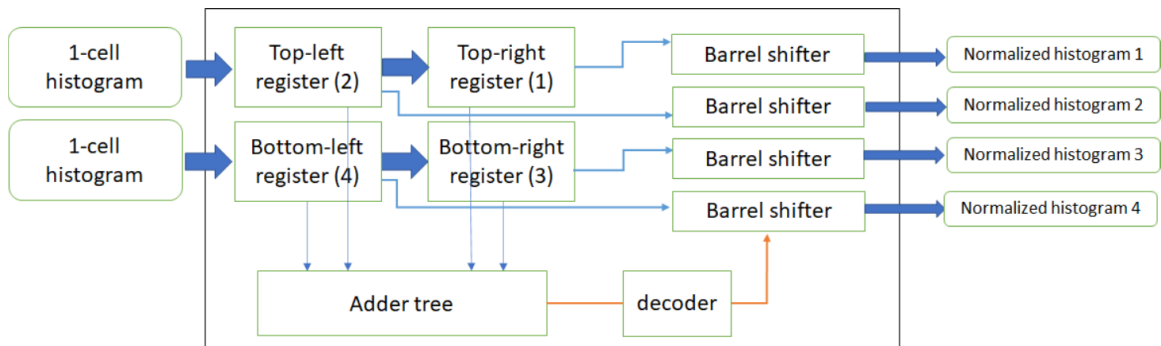 1-cell
histogram
Top-left
register (2)
Top-right
register (1)
Barrel shifter
Normalized histogram 1
Barrel shifter
Normalized histogram 2
1-cell
histogram
Bottom-left
register (4)
Bottom-right
register (3)
Barrel shifter
Normalized histogram 3
Barrel shifter
Normalized histogram 4
Adder tree
decoder